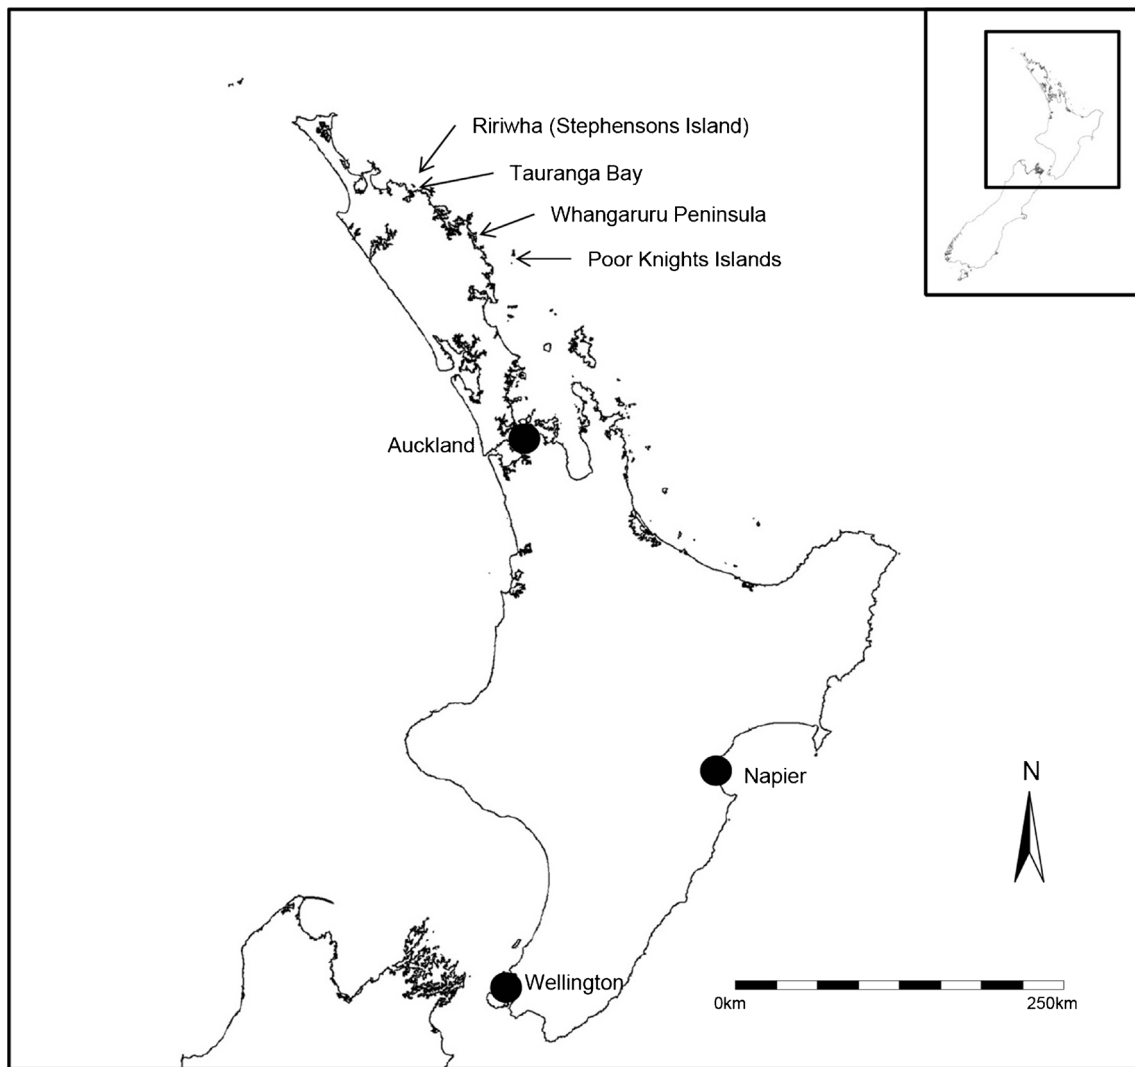 Ririwha (Stephensons Island)
Tauranga Bay
Whangaruru Peninsula
Poor Knights Islands
Auckland
N
Napier
Wellington
0km 250km